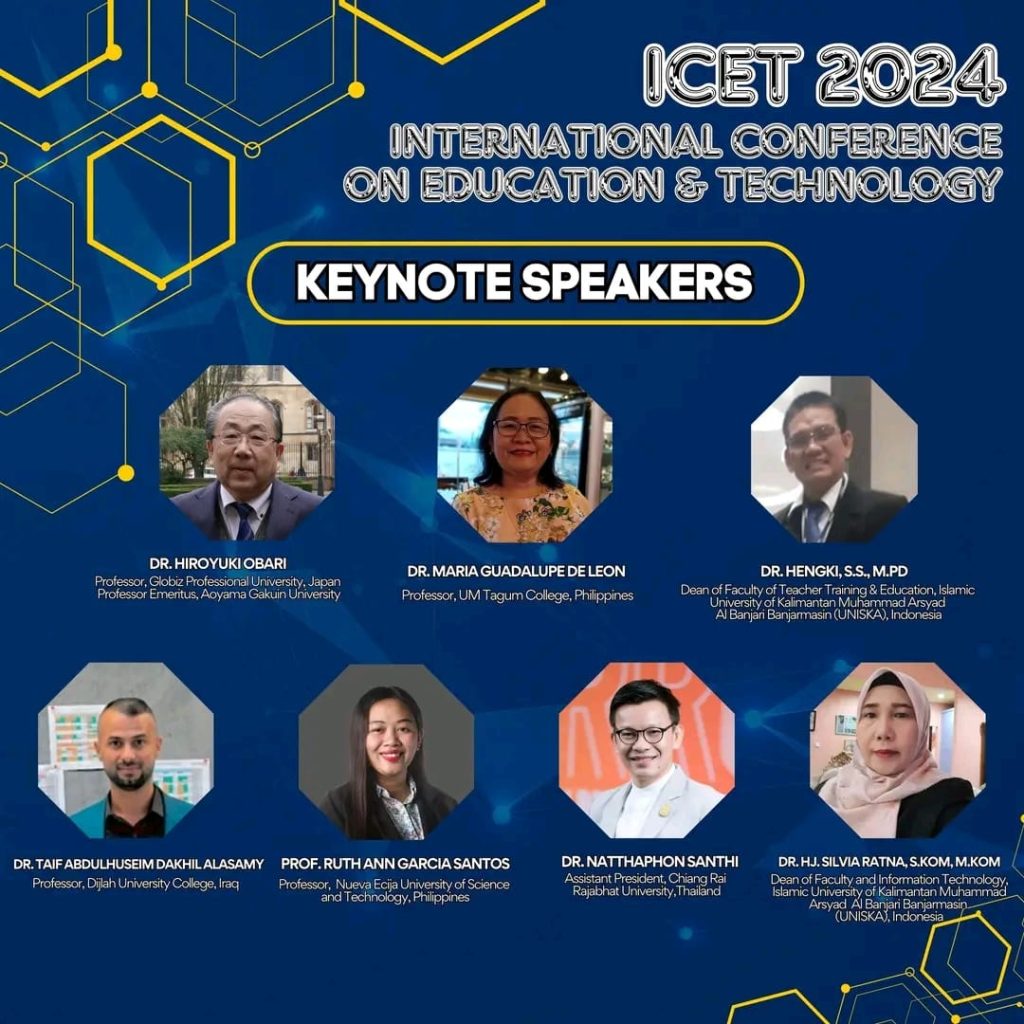 ICET 2024
INTERNATIONAL CONFERENCE
ON EDUCATION & TECHNOLOGY
KEYNOTE SPEAKERS
DR. HIROYUKI OBARI
Professor, Globiz Professional University, Japan
Professor Emeritus, Aoyama Gakuin University
DR. MARIA GUADALUPE DE LEON
Professor, UM Tagum College, Philippines
DR. HENGKI, S.S., M.PD
Dean of Faculty of Teacher Training & Education, Islamic
University of Kalimantan Muhammad Arsyad
Al Banjari Banjarmasin (UNISKA), Indonesia
DR. TAIF ABDULHUSEIM DAKHIL ALASAMY
Professor, Dijlah University College, Iraq
PROF. RUTH ANN GARCIA SANTOS
Professor, Nueva Ecija University of Science
and Technology, Philippines
DR. NATTHAPHON SANTHI
Assistant President, Chiang Rai
Rajabhat University,Thailand
DR. HJ. SILVIA RATNA, S.KOM, M.KOM
Dean of Faculty and Information Technology,
Islamic University of Kalimantan Muhammad
Arsyad Al Banjari Banjarmasin
(UNISKA), Indonesia